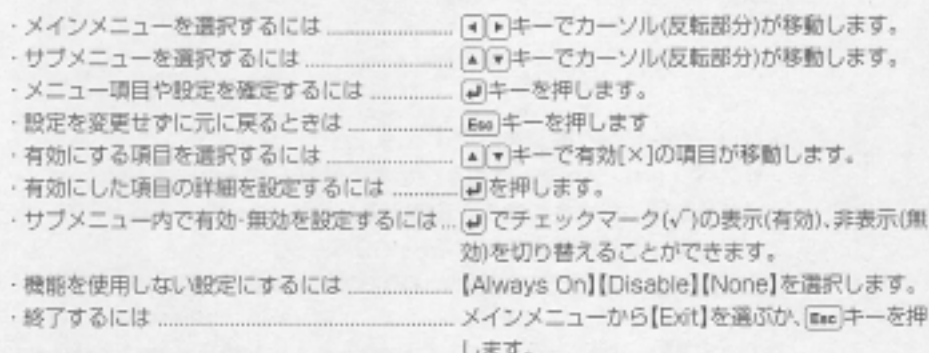 ・メインメニューを選択するには ........................ [◀][▶]キーでカーソル(反転部分)が移動します。
・サブメニューを選択するには ............................ [▲][▼]キーでカーソル(反転部分)が移動します。
・メニュー項目や設定を確定するには ............... [↵]キーを押します。
・設定を変更せずに元に戻るときは ................... [Esc]キーを押します
・有効にする項目を選択するには ........................ [▲][▼]キーで有効[×]の項目が移動します。
・有効にした項目の詳細を設定するには ............ [↵]を押します。
・サブメニュー内で有効・無効を設定するには ... [↵]でチェックマーク(√)の表示(有効)、非表示(無
効)を切り替えることができます。
・機能を使用しない設定にするには ................... 【Always On】【Disable】【None】を選択します。
・終了するには ...................................................... メインメニューから【Exit】を選ぶか、[Esc]キーを押
します。